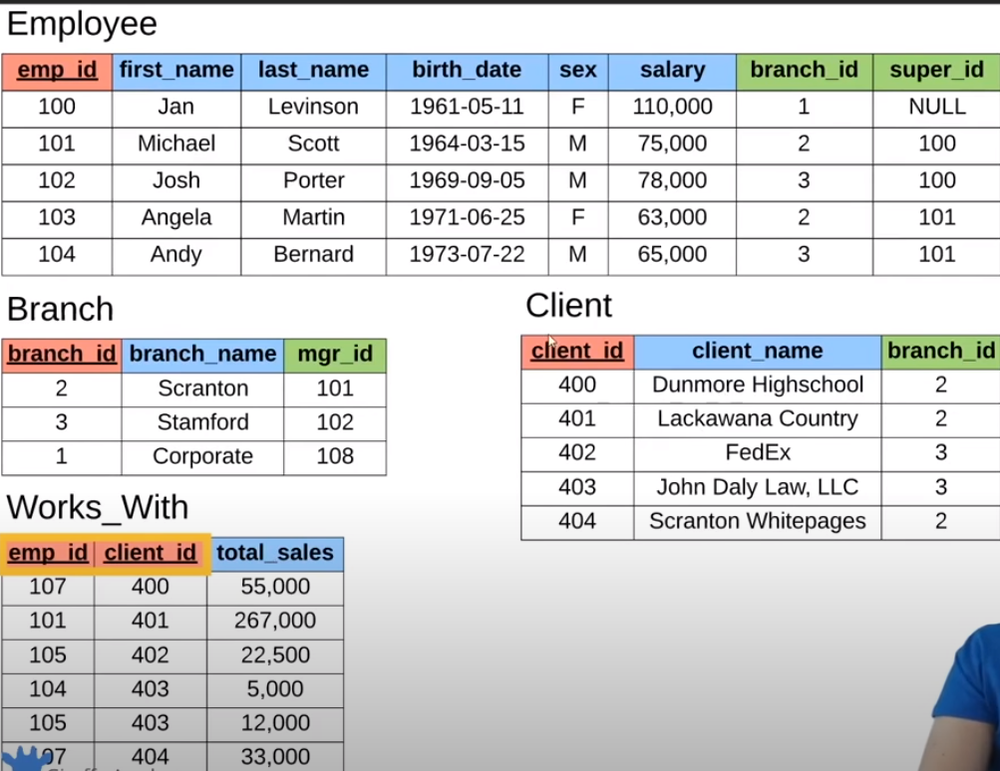 Employee
emp_id first_name last_name birth_date sex salary branch_id super_id
100 Jan Levinson 1961-05-11 F 110,000 1 NULL
101 Michael Scott 1964-03-15 M 75,000 2 100
102 Josh Porter 1969-09-05 M 78,000 3 100
103 Angela Martin 1971-06-25 F 63,000 2 101
104 Andy Bernard 1973-07-22 M 65,000 3 101
Branch
branch_id branch_name mgr_id
2 Scranton 101
3 Stamford 102
1 Corporate 108
Client
client_id client_name branch_id
400 Dunmore Highschool 2
401 Lackawana Country 2
402 FedEx 3
403 John Daly Law, LLC 3
404 Scranton Whitepages 2
Works_With
emp_id client_id total_sales
107 400 55,000
101 401 267,000
105 402 22,500
104 403 5,000
105 403 12,000
07 404 33,000